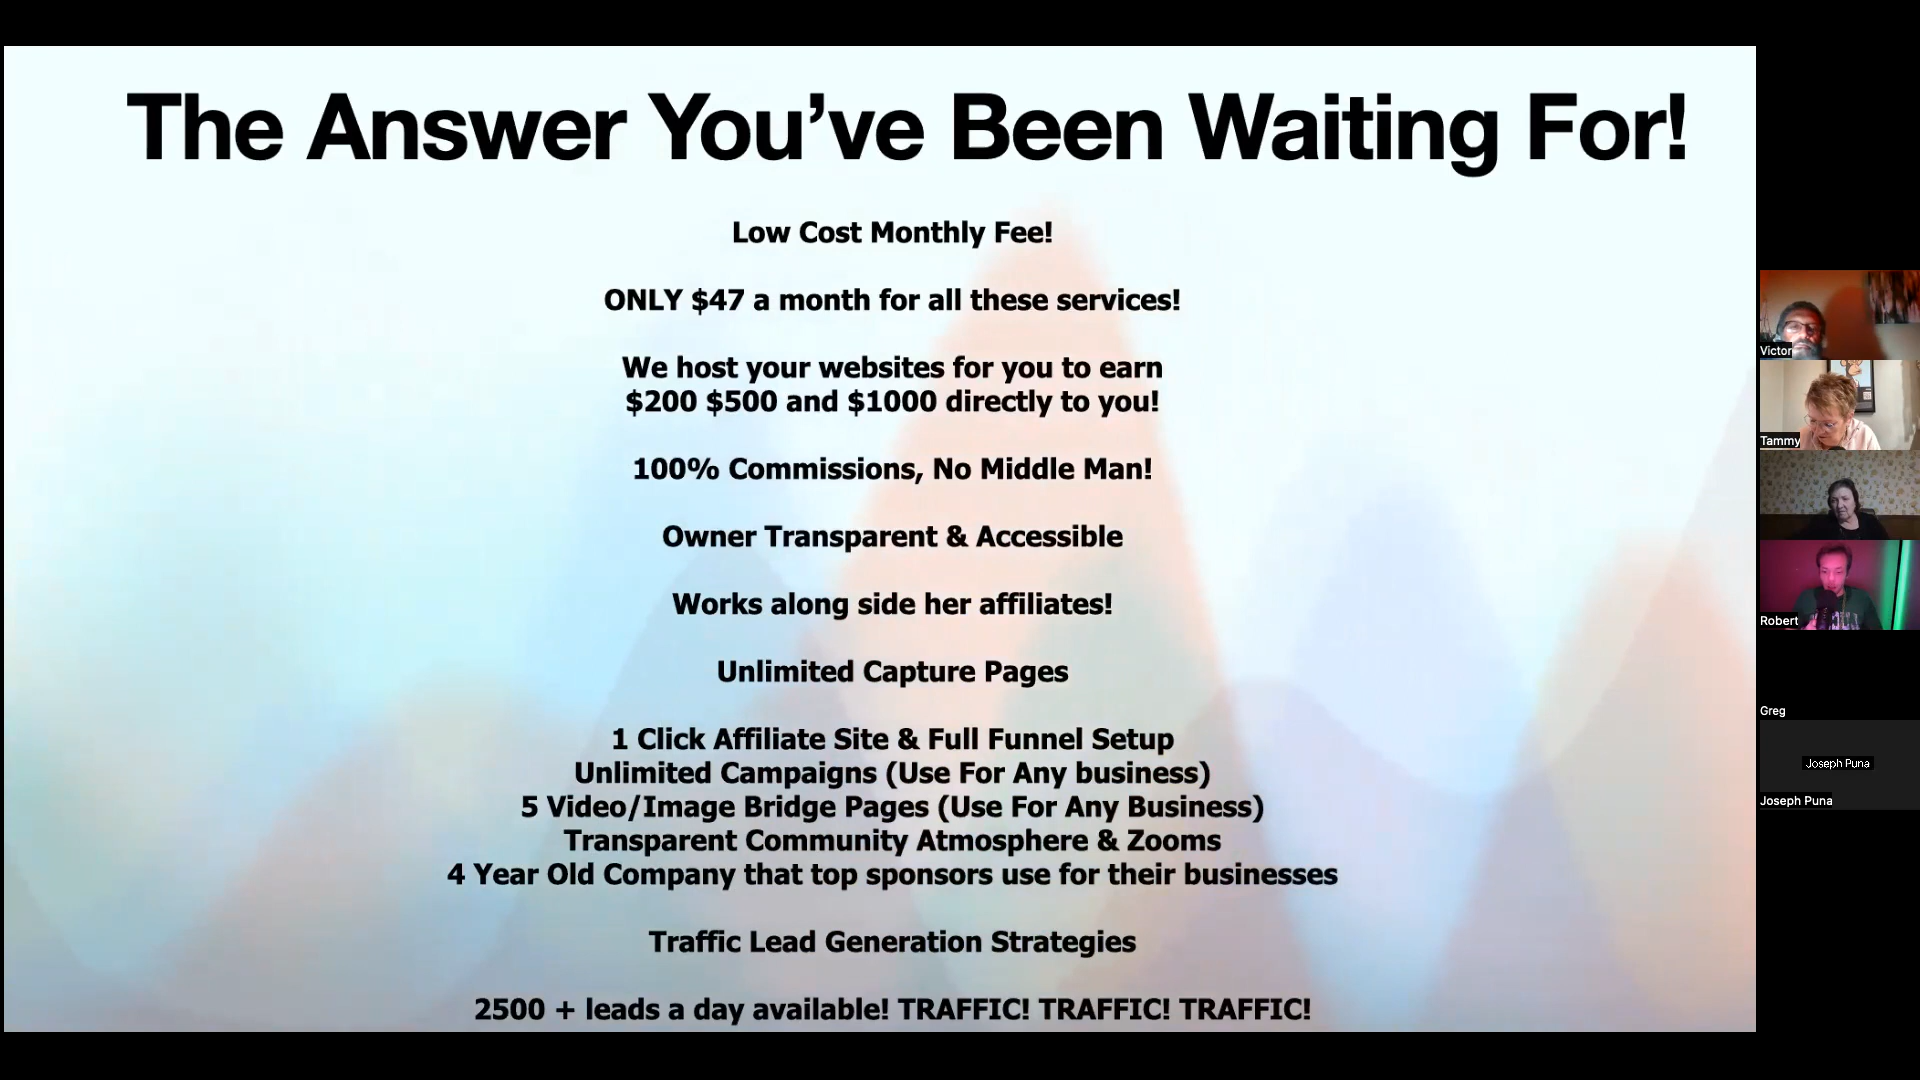 The Answer You've Been Waiting For!
Low Cost Monthly Fee!
ONLY $47 a month for all these services!
We host your websites for you to earn
$200 $500 and $1000 directly to you!
100% Commissions, No Middle Man!
Owner Transparent & Accessible
Works along side her affiliates!
Unlimited Capture Pages
1 Click Affiliate Site & Full Funnel Setup
Unlimited Campaigns (Use For Any business)
5 Video/Image Bridge Pages (Use For Any Business)
Transparent Community Atmosphere & Zooms
4 Year Old Company that top sponsors use for their businesses
Traffic Lead Generation Strategies
2500 + leads a day available! TRAFFIC! TRAFFIC! TRAFFIC!
Victor
Tammy
Robert
Greg
Joseph Puna
Joseph Puna